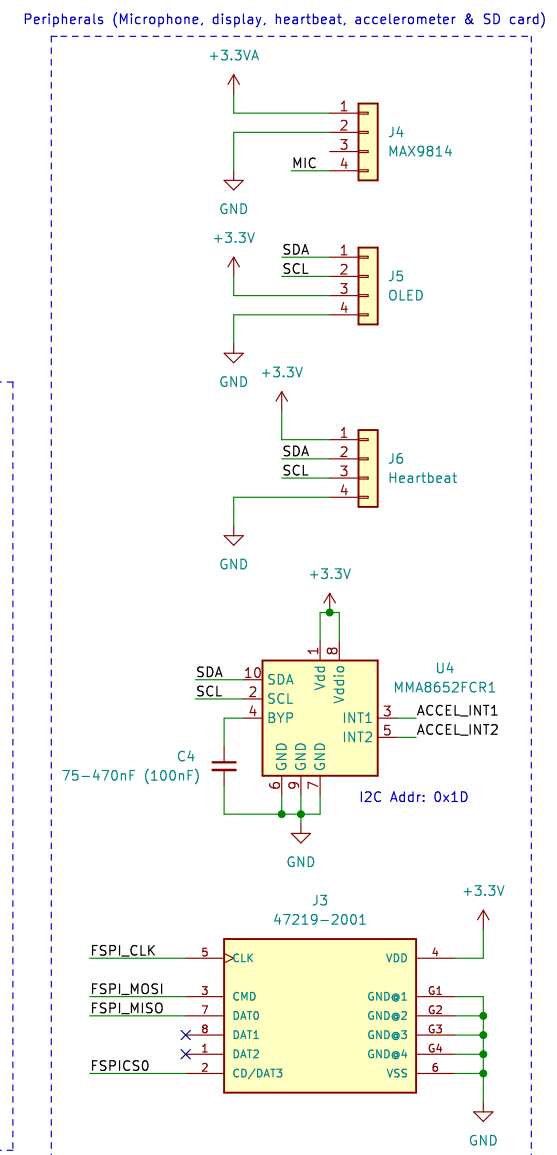 Peripherals (Microphone, display, heartbeat, accelerometer & SD card)
+3.3VA
1
2
3
MIC 4
J4
MAX9814
GND
+3.3V
SDA 1
SCL 2
3
4
J5
OLED
GND
+3.3V
1
SDA 2
SCL 3
4
J6
Heartbeat
GND
+3.3V
1 8
Vdd Vddio
U4
MMA8652FCR1
SDA 10 SDA
SCL 2 SCL
4 BYP
INT1 3 ACCEL_INT1
INT2 5 ACCEL_INT2
GND GND GND
6 9 7
C4
75-470nF (100nF)
I2C Addr: 0x1D
GND
J3
47219-2001
+3.3V
FSPI_CLK 5 CLK VDD 4
FSPI_MOSI 3 CMD GND@1 G1
FSPI_MISO 7 DAT0 GND@2 G2
8 DAT1 GND@3 G3
1 DAT2 GND@4 G4
FSPICS0 2 CD/DAT3 VSS 6
GND